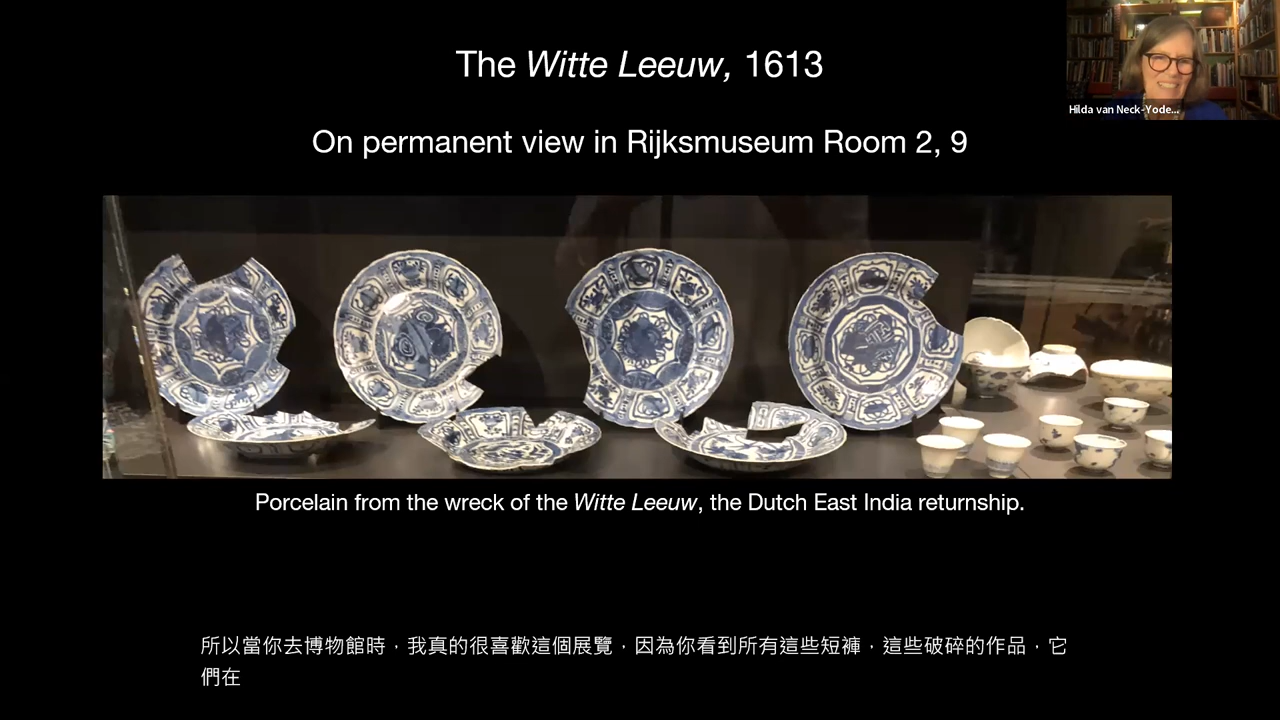 The Witte Leeuw, 1613
Hilda van Neck-Yode...
On permanent view in Rijksmuseum Room 2, 9
Porcelain from the wreck of the Witte Leeuw, the Dutch East India returnship.
所以當你去博物館時，我真的很喜歡這個展覽，因為你看到所有這些短褲，這些破碎的作品，它
們在